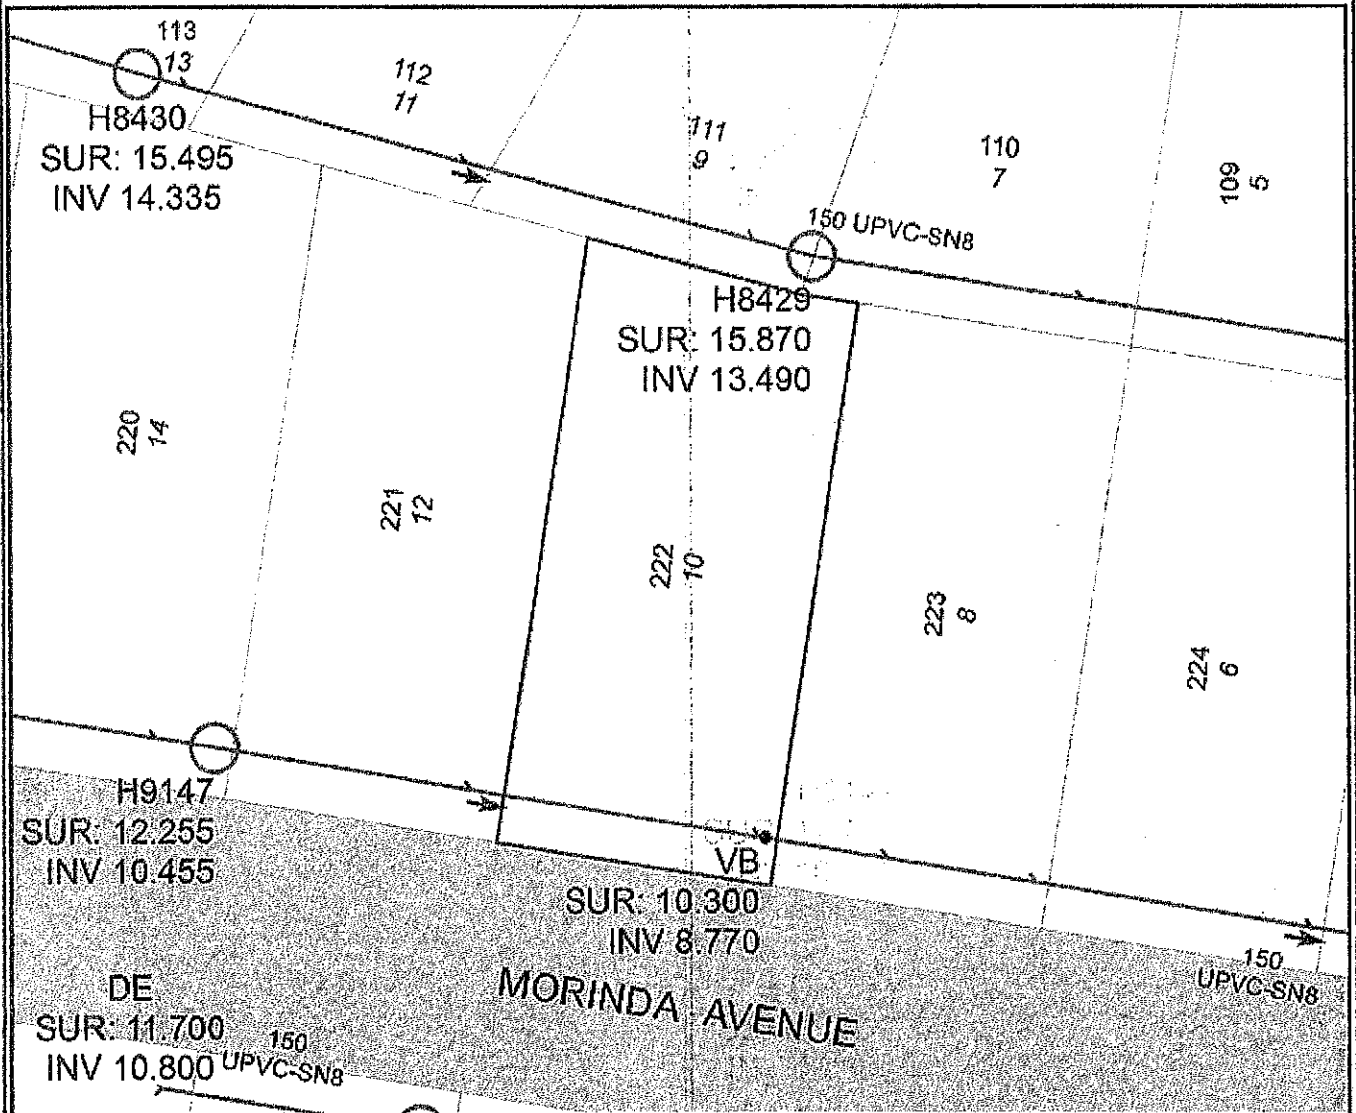 113
13
112
11
111
9
110
7
109
5
H8430
SUR: 15.495
INV 14.335
150 UPVC-SN8
H8429
SUR: 15.870
INV 13.490
220
14
221
12
222
10
223
8
224
6
H9147
SUR: 12.255
INV 10.455
VB
SUR: 10.300
INV 8.770
150
UPVC-SN8
MORINDA AVENUE
DE
SUR: 11.700
INV 10.800
150
UPVC-SN8